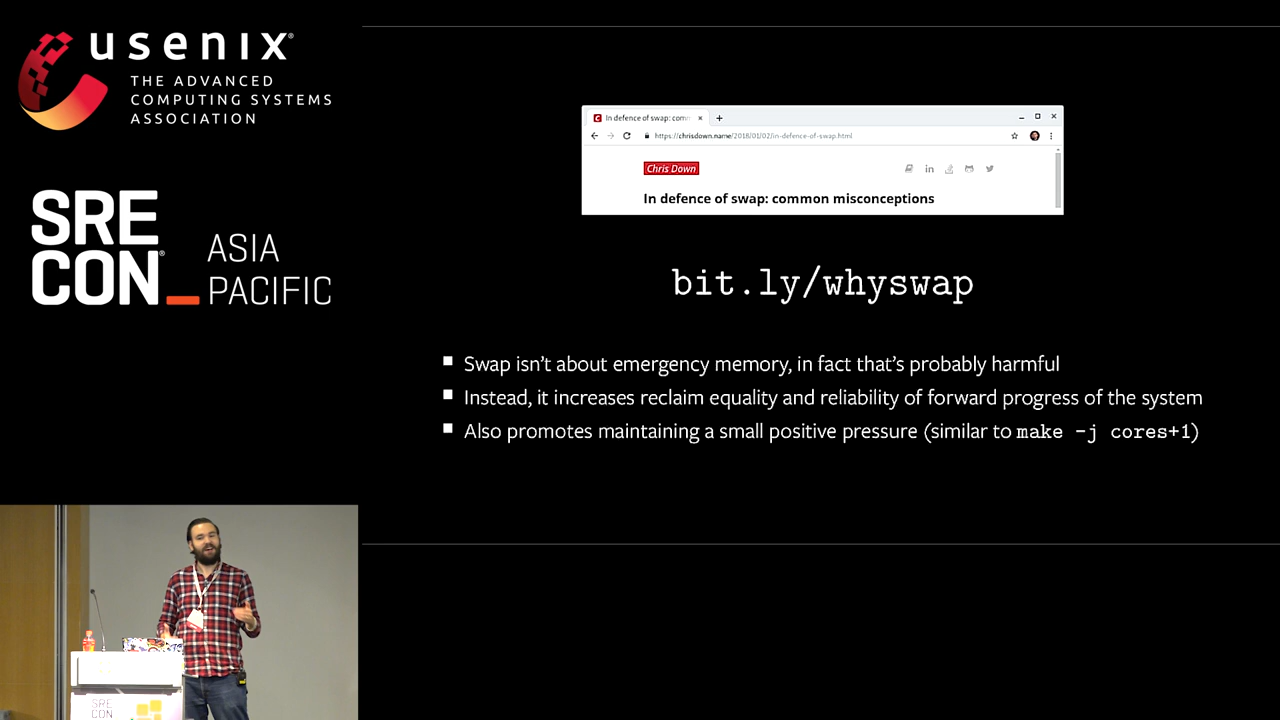 usenix®
THE ADVANCED
COMPUTING SYSTEMS
ASSOCIATION
SRE
CON®
ASIA
PACIFIC
In defence of swap: com
https://chrisdown.name/2018/01/02/in-defence-of-swap.html
Chris Down
in
In defence of swap: common misconceptions
bit.ly/whyswap
Swap isn't about emergency memory, in fact that's probably harmful
Instead, it increases reclaim equality and reliability of forward progress of the system
Also promotes maintaining a small positive pressure (similar to make -j cores+1)
SRE
CON